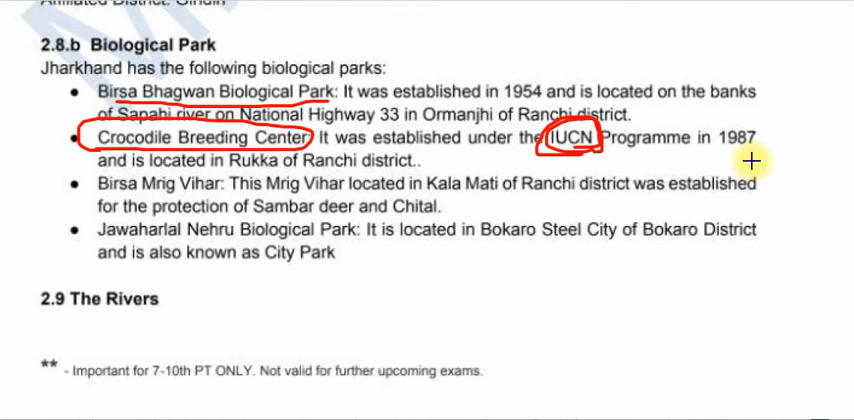 2.8.b Biological Park
Jharkhand has the following biological parks:
• Birsa Bhagwan Biological Park: It was established in 1954 and is located on the banks
of Sapahi river on National Highway 33 in Ormanjhi of Ranchi district.
• Crocodile Breeding Center: It was established under the IUCN Programme in 1987
and is located in Rukka of Ranchi district..
• Birsa Mrig Vihar: This Mrig Vihar located in Kala Mati of Ranchi district was established
for the protection of Sambar deer and Chital.
• Jawaharlal Nehru Biological Park: It is located in Bokaro Steel City of Bokaro District
and is also known as City Park
2.9 The Rivers
** - Important for 7-10th PT ONLY. Not valid for further upcoming exams.